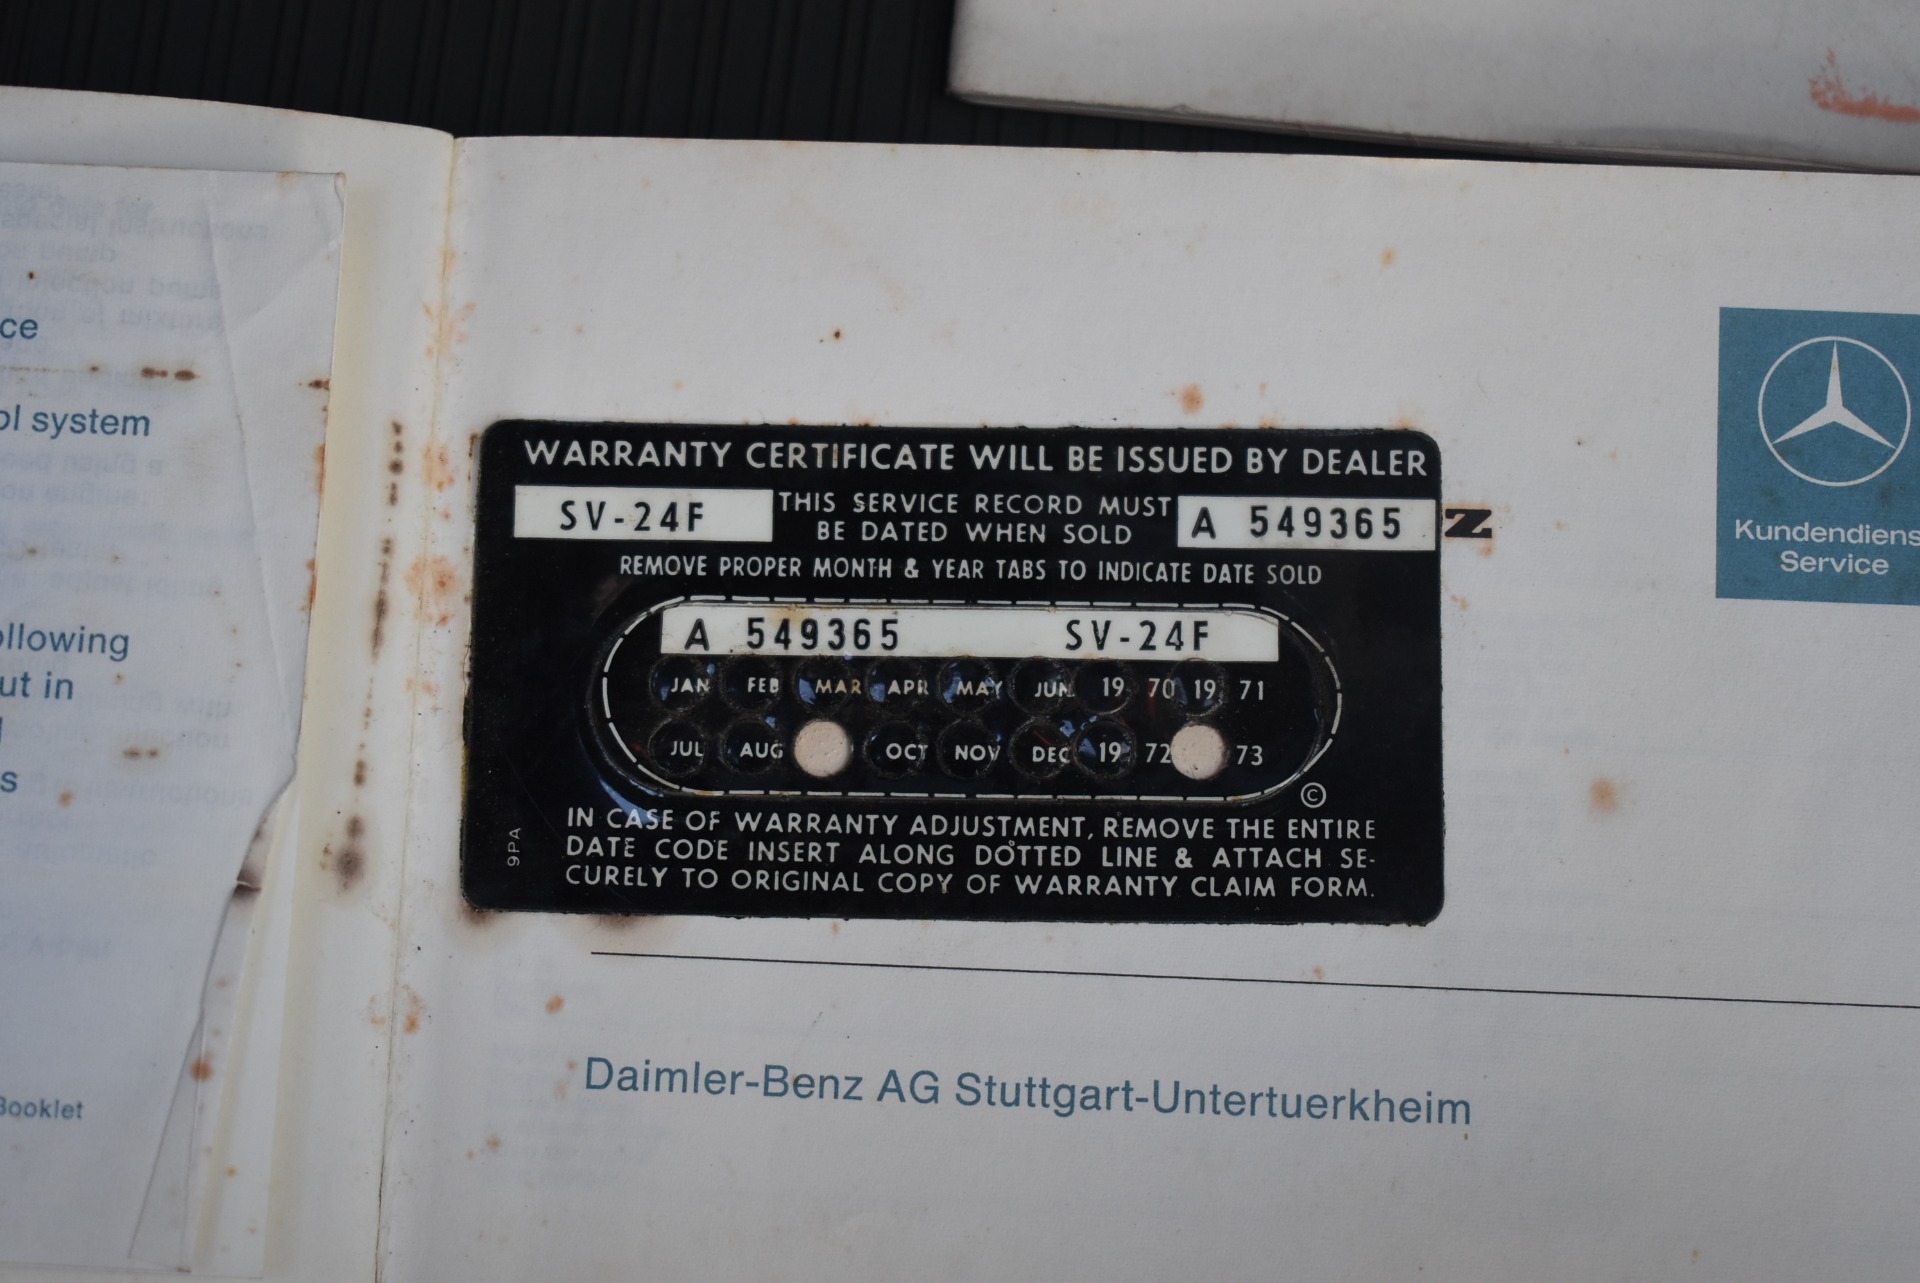 ce
ol system
ollowing
ut in
s
Booklet
WARRANTY CERTIFICATE WILL BE ISSUED BY DEALER
SV-24F THIS SERVICE RECORD MUST A 549365 Z
BE DATED WHEN SOLD
REMOVE PROPER MONTH & YEAR TABS TO INDICATE DATE SOLD
A 549365 SV-24F
JAN FEB MAR APR MAY JUN 19 70 19 71
JUL AUG OCT NOV DEC 19 72 73
©
IN CASE OF WARRANTY ADJUSTMENT, REMOVE THE ENTIRE
DATE CODE INSERT ALONG DOTTED LINE & ATTACH SE-
CURELY TO ORIGINAL COPY OF WARRANTY CLAIM FORM.
9PA
Kundendiens
Service
Daimler-Benz AG Stuttgart-Untertuerkheim